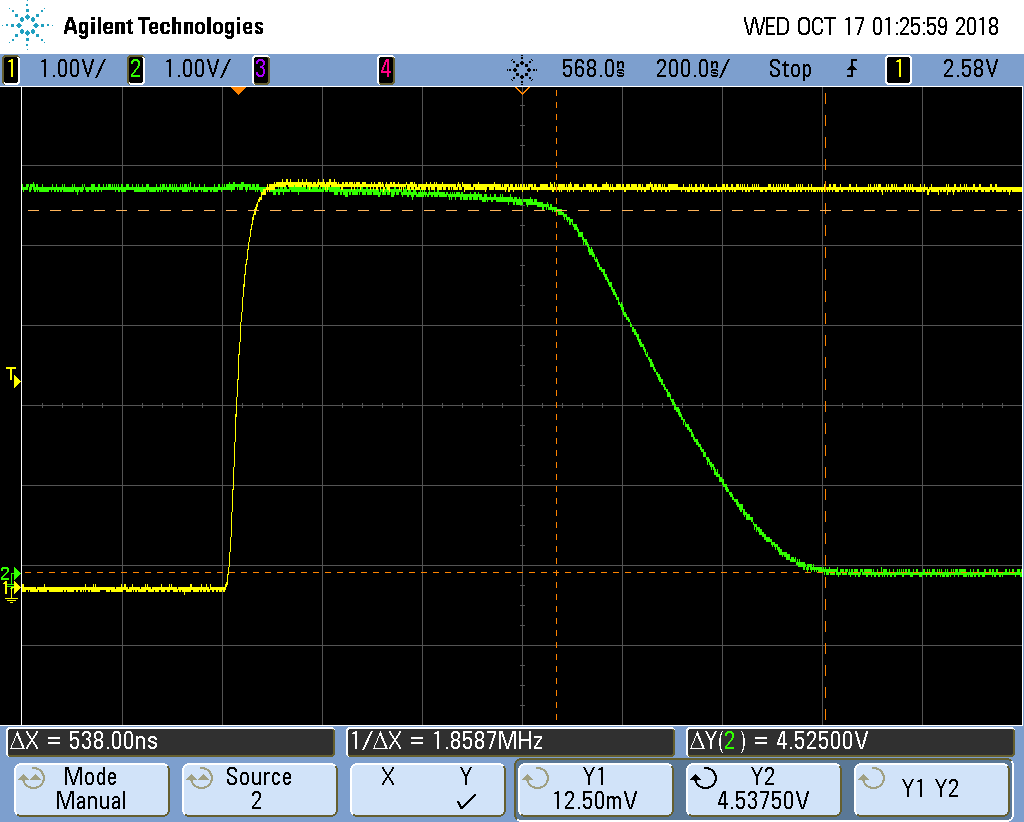 Agilent Technologies WED OCT 17 01:25:59 2018
1 1.00V/ 2 1.00V/ 3 4 568.0ns 200.0ns/ Stop 1 2.58V
T
2
1
ΔX = 538.00ns 1/ΔX = 1.8587MHz ΔY(2) = 4.52500V
Mode Source X Y Y1 Y2 Y1 Y2
Manual 2 ✓ 12.50mV 4.53750V